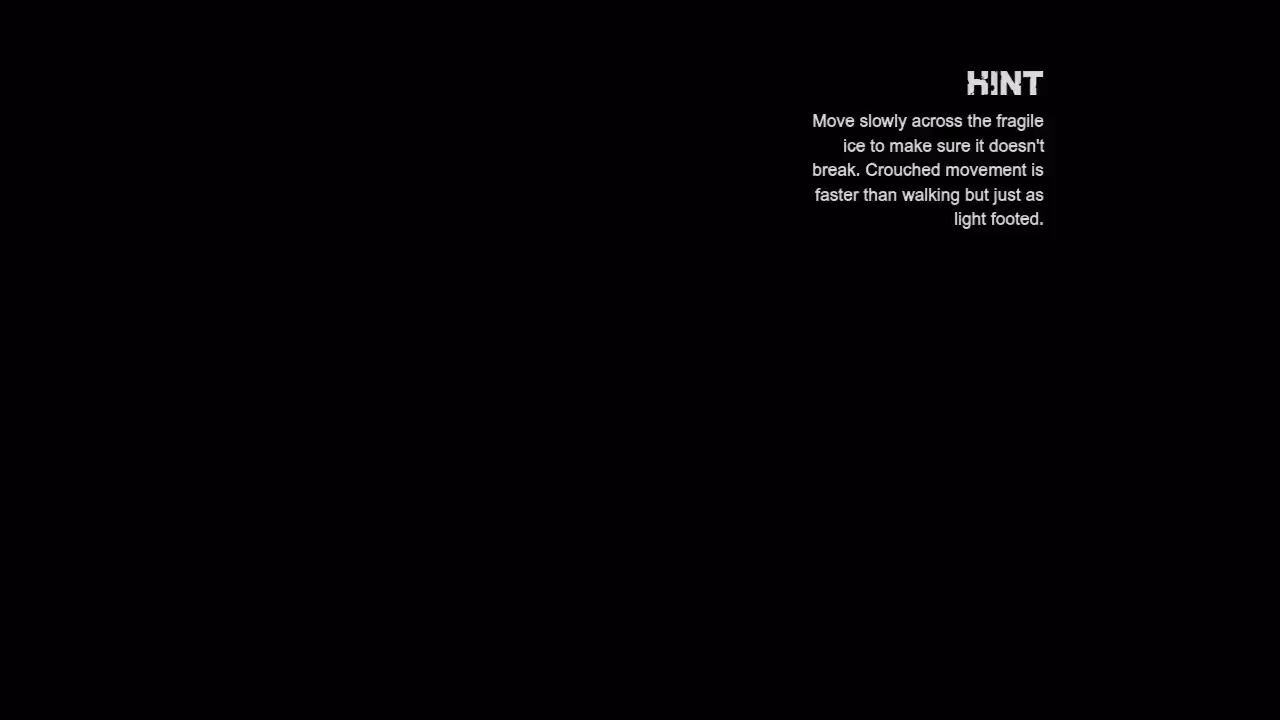 HINT
Move slowly across the fragile
ice to make sure it doesn't
break. Crouched movement is
faster than walking but just as
light footed.